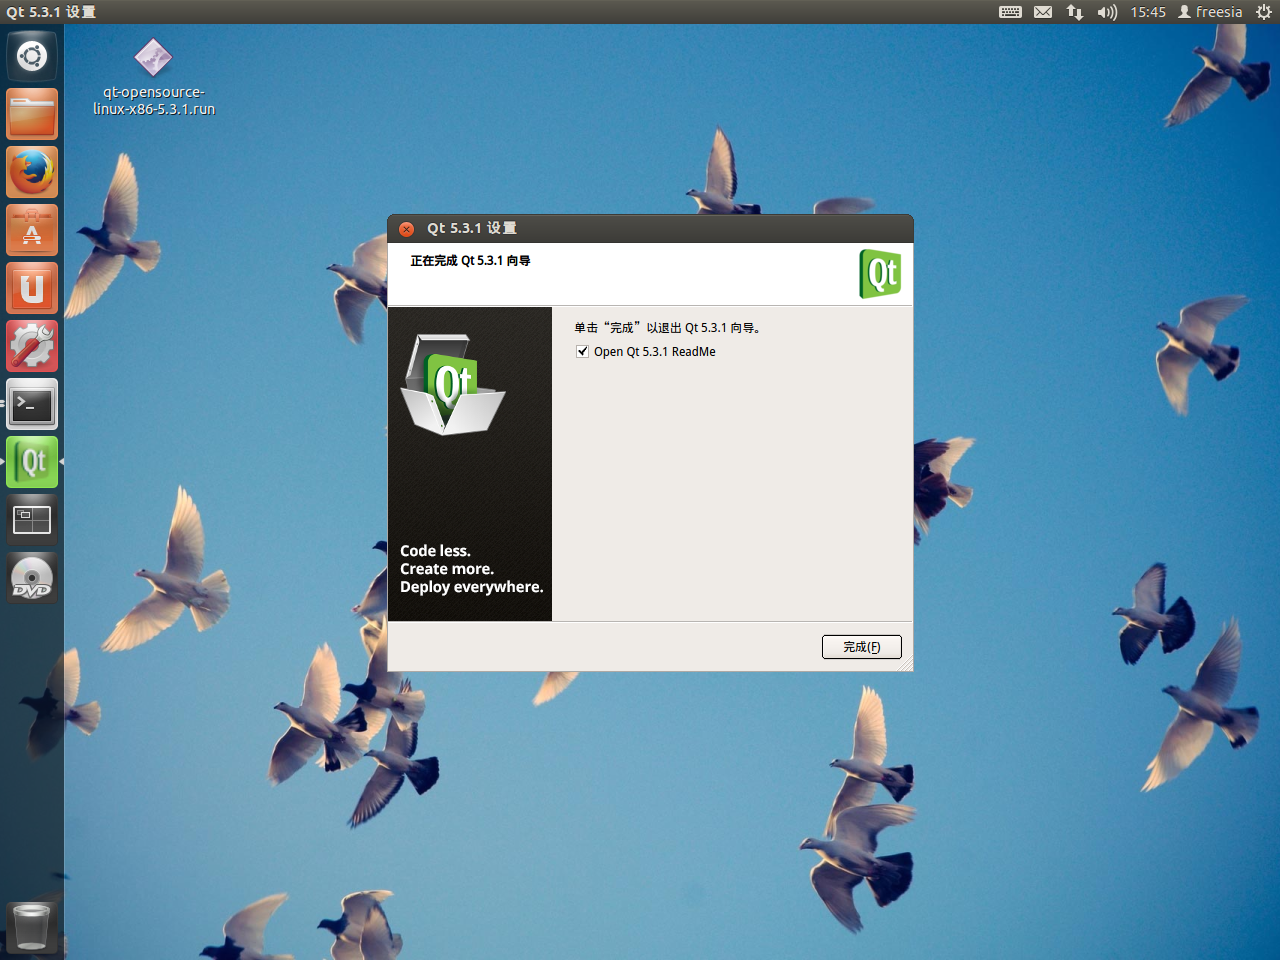 Qt 5.3.1 设置
15:45
freesia
qt-opensource-
linux-x86-5.3.1.run
Qt 5.3.1 设置
正在完成 Qt 5.3.1 向导
Qt
Qt
单击“完成”以退出 Qt 5.3.1 向导。
Open Qt 5.3.1 ReadMe
Code less.
Create more.
Deploy everywhere.
完成(F)
A
U
>_
Qt
DVD